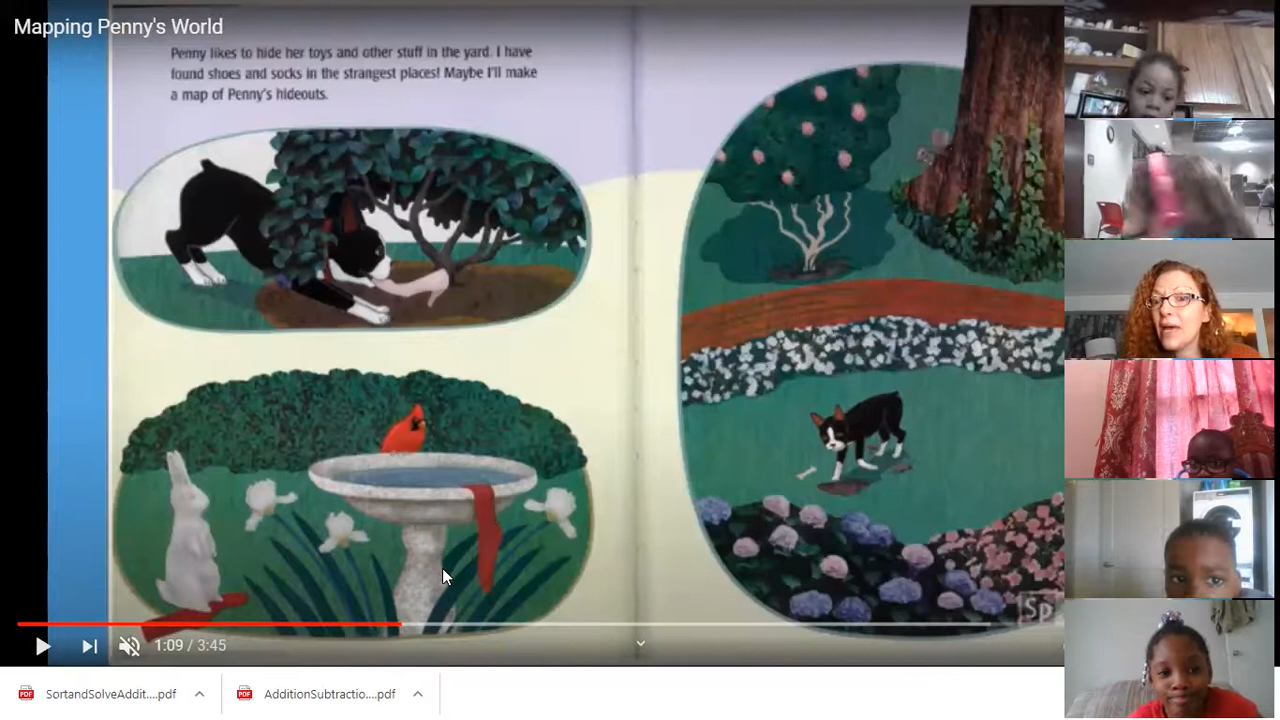 Mapping Penny's World
Penny likes to hide her toys and other stuff in the yard. I have
found shoes and socks in the strangest places! Maybe I'll make
a map of Penny's hideouts.
Sp
1:09 / 3:45
SortandSolveAddit....pdf
AdditionSubtractio....pdf